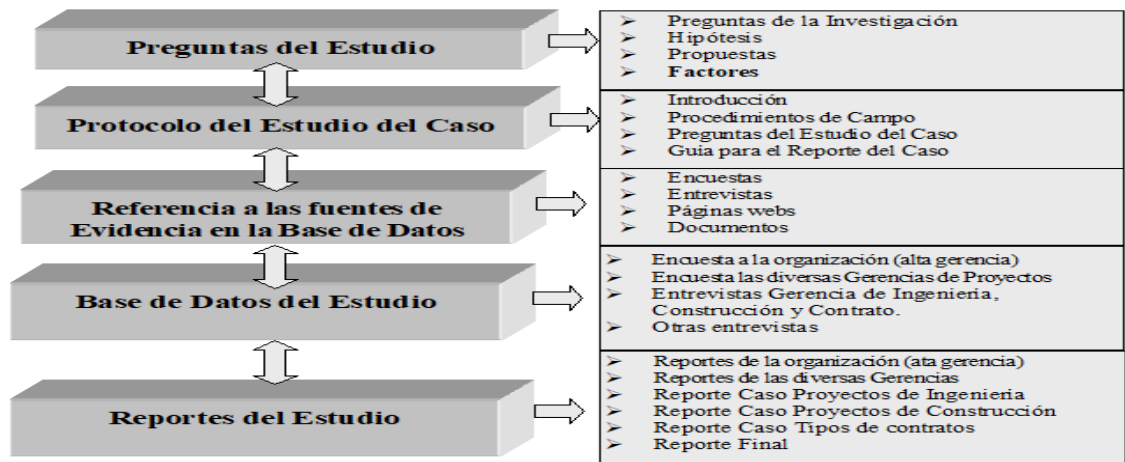 Preguntas del Estudio
➢ Preguntas de la Investigación
➢ Hipótesis
➢ Propuestas
➢ Factores
Protocolo del Estudio del Caso
➢ Introducción
➢ Procedimientos de Campo
➢ Preguntas del Estudio del Caso
➢ Guía para el Reporte del Caso
Referencia a las fuentes de
Evidencia en la Base de Datos
➢ Encuestas
➢ Entrevistas
➢ Páginas webs
➢ Documentos
Base de Datos del Estudio
➢ Encuesta a la organización (alta gerencia)
➢ Encuesta las diversas Gerencias de Proyectos
➢ Entrevistas Gerencia de Ingeniería,
Construcción y Contrato.
➢ Otras entrevistas
Reportes del Estudio
➢ Reportes de la organización (ata gerencia)
➢ Reportes de las diversas Gerencias
➢ Reporte Caso Proyectos de Ingeniería
➢ Reporte Caso Proyectos de Construcción
➢ Reporte Caso Tipos de contratos
➢ Reporte Final